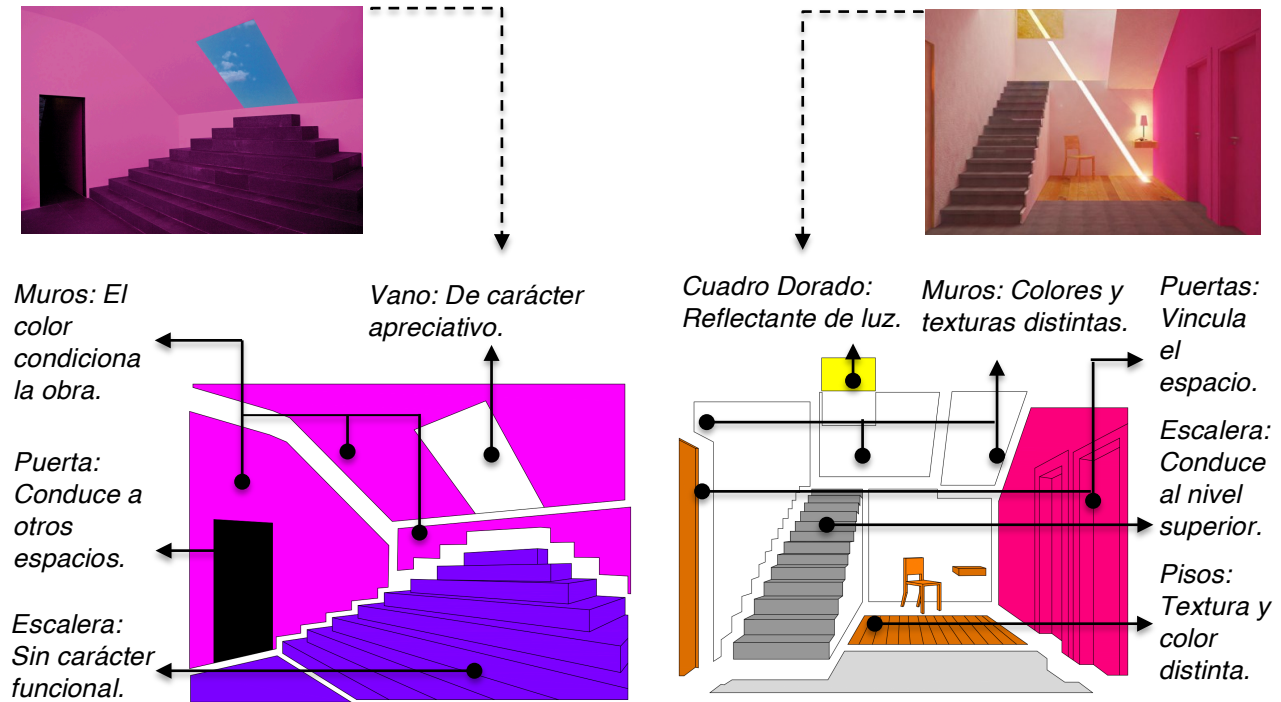 Muros: El
color
condiciona
la obra.
Vano: De carácter
apreciativo.
Puerta:
Conduce a
otros
espacios.
Escalera:
Sin carácter
funcional.
Cuadro Dorado:
Reflectante de luz.
Muros: Colores y
texturas distintas.
Puertas:
Vincula
el
espacio.
Escalera:
Conduce
al nivel
superior.
Pisos:
Textura y
color
distinta.